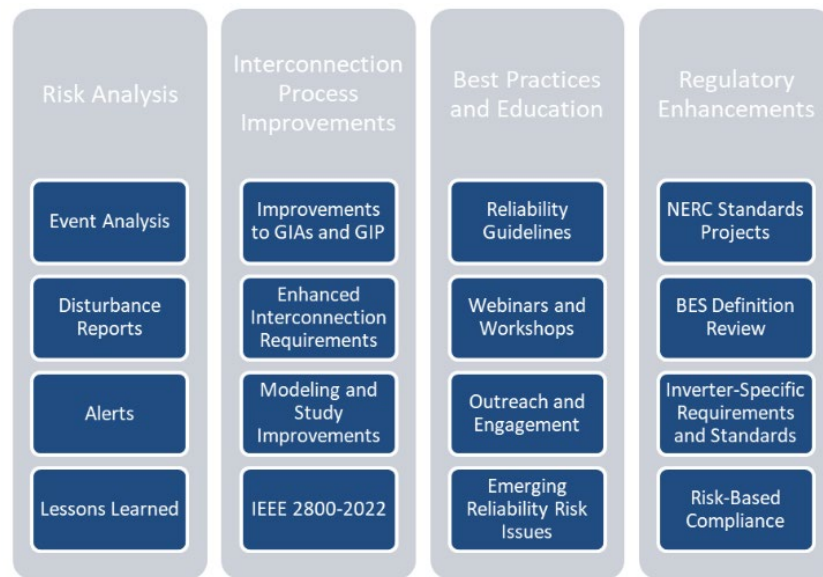 Risk Analysis
Event Analysis
Disturbance
Reports
Alerts
Lessons Learned
Interconnection
Process
Improvements
Improvements
to GIAs and GIP
Enhanced
Interconnection
Requirements
Modeling and
Study
Improvements
IEEE 2800-2022
Best Practices
and Education
Reliability
Guidelines
Webinars and
Workshops
Outreach and
Engagement
Emerging
Reliability Risk
Issues
Regulatory
Enhancements
NERC Standards
Projects
BES Definition
Review
Inverter-Specific
Requirements
and Standards
Risk-Based
Compliance